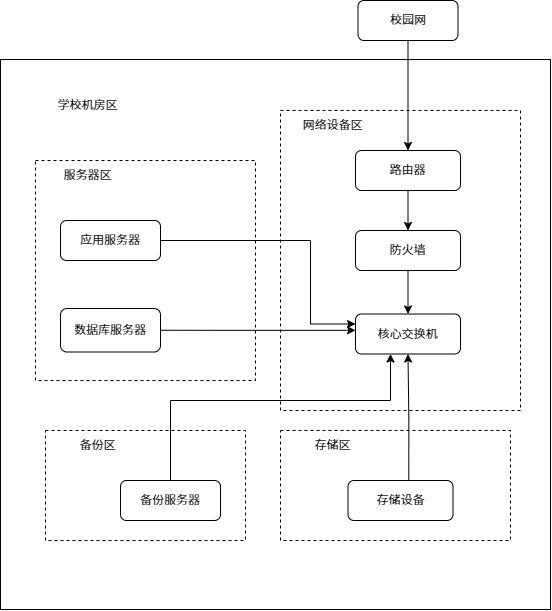 校园网
学校机房区
网络设备区
路由器
服务器区
应用服务器
防火墙
数据库服务器
核心交换机
备份区
存储区
备份服务器
存储设备